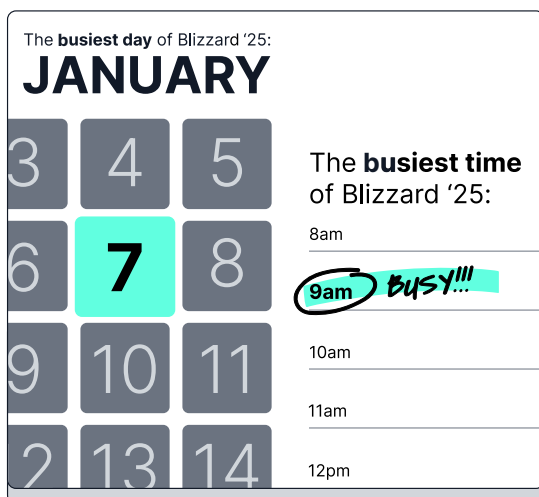 The busiest day of Blizzard ‘25:
JANUARY
3 4 5
6 7 8
9 10 11
2 13 14
The busiest time
of Blizzard ‘25:
8am
9am BUSY!!!
10am
11am
12pm